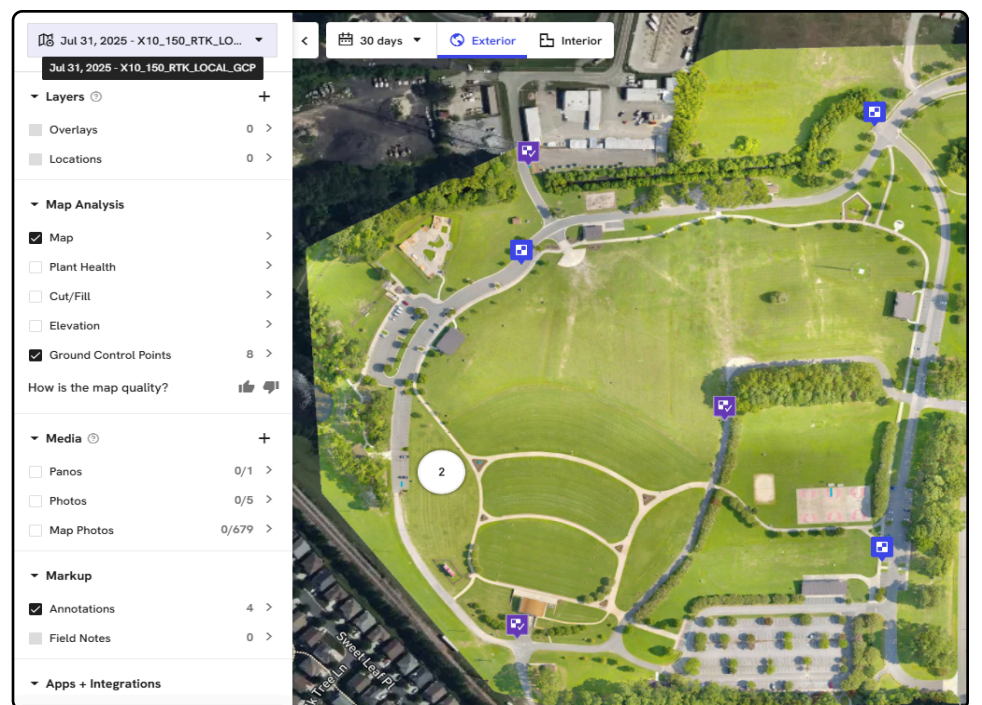 Jul 31, 2025 - X10_150_RTK_LO...
30 days
Exterior
Interior
Jul 31, 2025 - X10_150_RTK_LOCAL_GCP
Layers
Overlays 0
Locations 0
Map Analysis
Map
Plant Health
Cut/Fill
Elevation
Ground Control Points 8
How is the map quality?
Media
Panos 0/1
Photos 0/5
Map Photos 0/679
Markup
Annotations 4
Field Notes 0
Apps + Integrations
2
Sweet Leaf Pl
Tree Ln